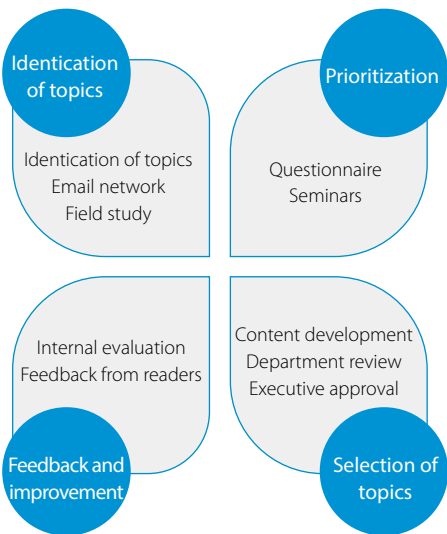 Identication
of topics
Identication of topics
Email network
Field study
Prioritization
Questionnaire
Seminars
Internal evaluation
Feedback from readers
Feedback and
improvement
Content development
Department review
Executive approval
Selection of
topics